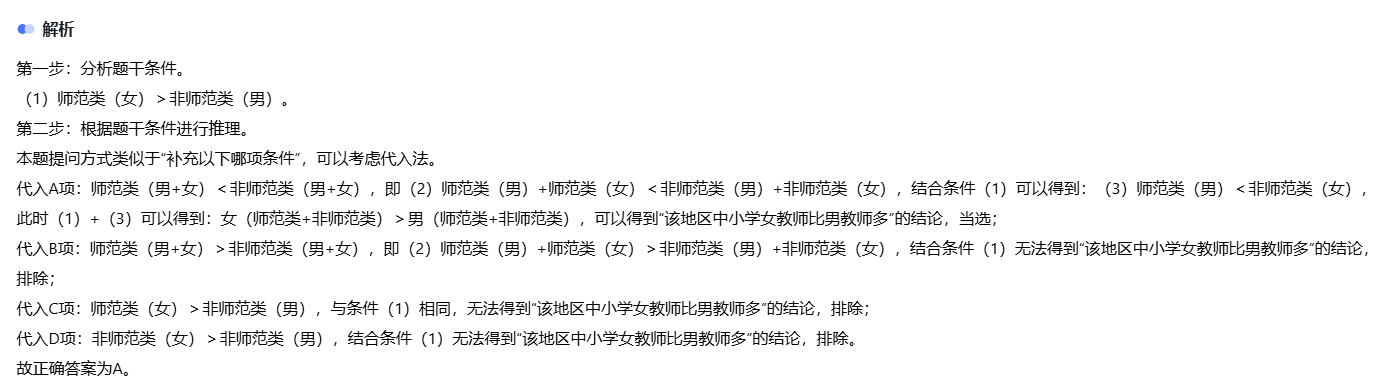 解析
第一步：分析题干条件。
（1）师范类（女）＞非师范类（男）。
第二步：根据题干条件进行推理。
本题提问方式类似于“补充以下哪项条件”，可以考虑代入法。
代入A项：师范类（男+女）＜非师范类（男+女），即（2）师范类（男）+师范类（女）＜非师范类（男）+非师范类（女），结合条件（1）可以得到：（3）师范类（男）＜非师范类（女），
此时（1）+（3）可以得到：女（师范类+非师范类）＞男（师范类+非师范类），可以得到“该地区中小学女教师比男教师多”的结论，当选；
代入B项：师范类（男+女）＞非师范类（男+女），即（2）师范类（男）+师范类（女）＞非师范类（男）+非师范类（女），结合条件（1）无法得到“该地区中小学女教师比男教师多”的结论，
排除；
代入C项：师范类（女）＞非师范类（男），与条件（1）相同，无法得到“该地区中小学女教师比男教师多”的结论，排除；
代入D项：非师范类（女）＞非师范类（男），结合条件（1）无法得到“该地区中小学女教师比男教师多”的结论，排除。
故正确答案为A。